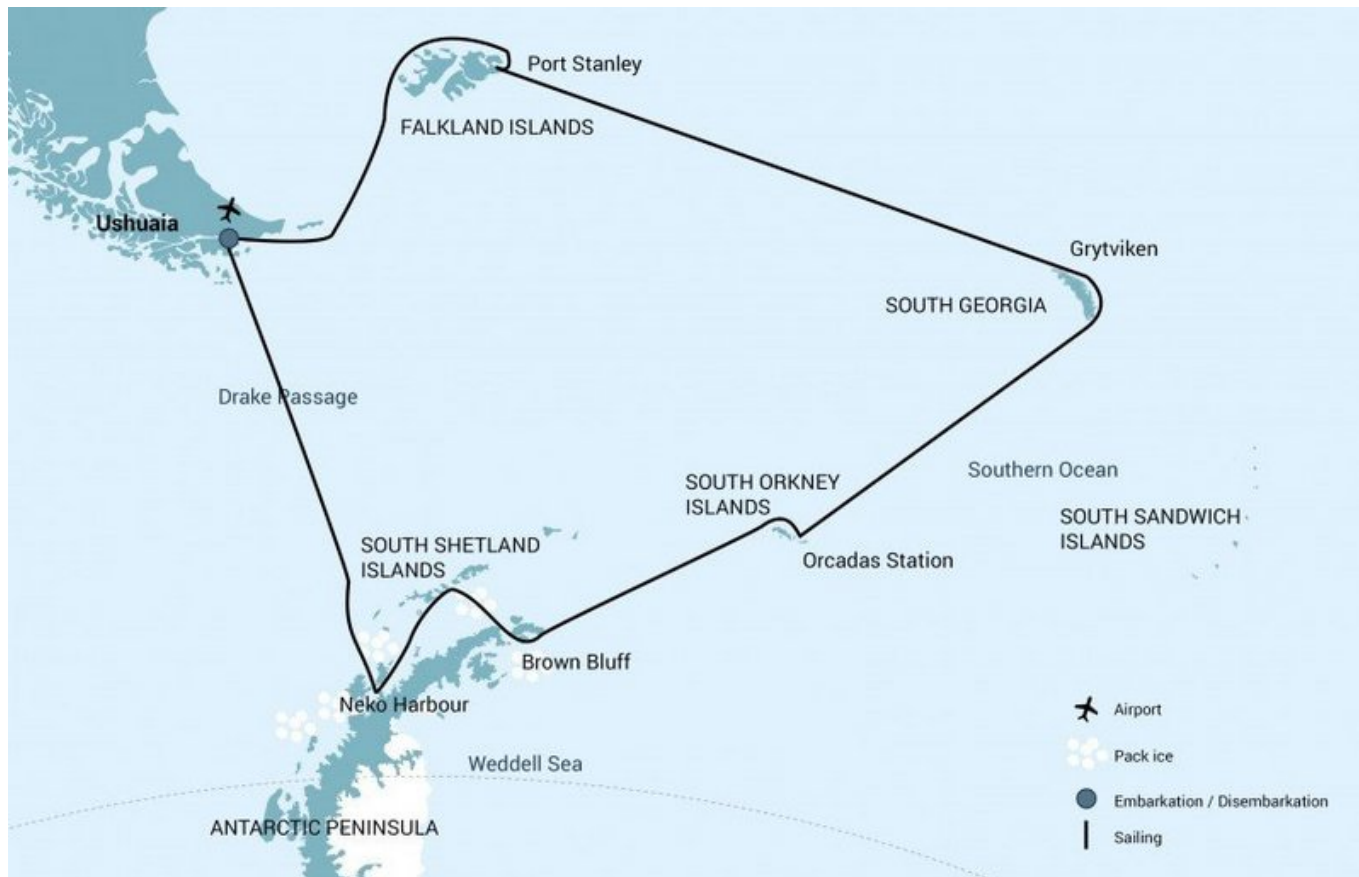 Port Stanley
FALKLAND ISLANDS
Ushuaia
Grytviken
SOUTH GEORGIA
Drake Passage
Southern Ocean
SOUTH ORKNEY
ISLANDS
SOUTH SANDWICH
ISLANDS
SOUTH SHETLAND
ISLANDS
Orcadas Station
Brown Bluff
Neko Harbour
Weddell Sea
ANTARCTIC PENINSULA
Airport
Pack ice
Embarkation / Disembarkation
Sailing